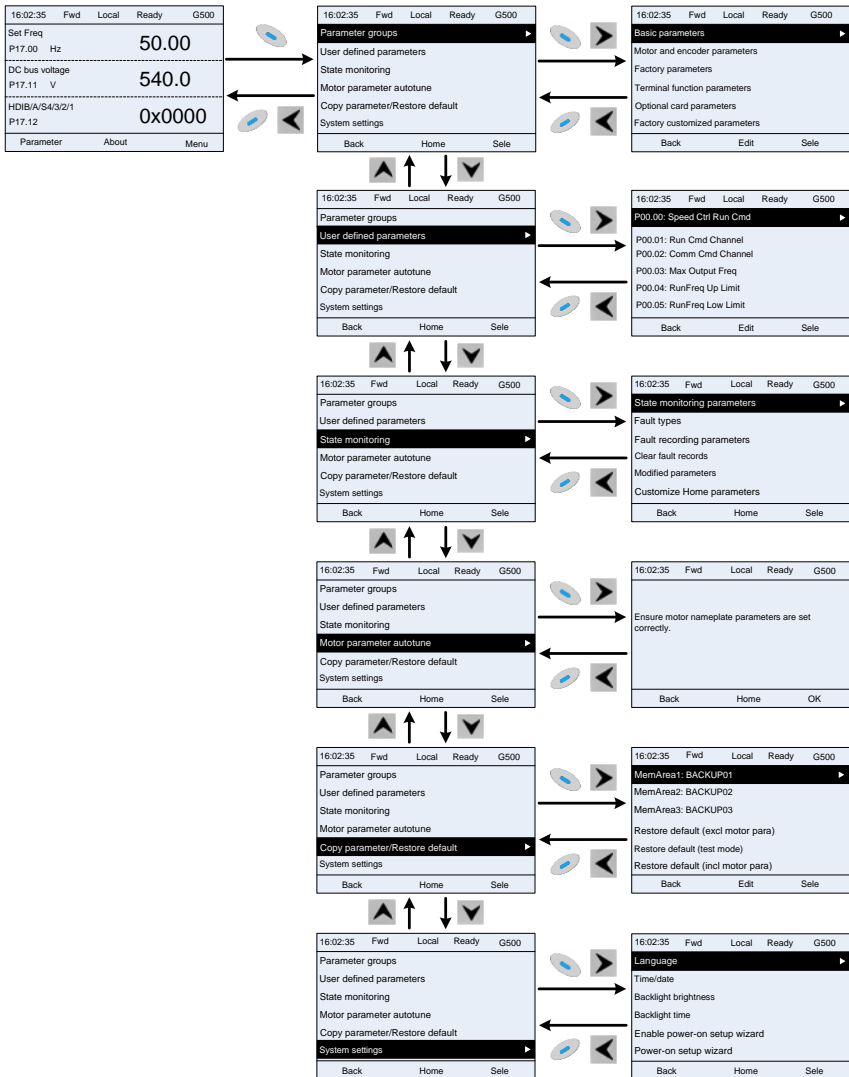 16:02:35 Fwd Local Ready G500
Set Freq
P17.00 Hz 50.00
DC bus voltage
P17.11 V 540.0
HDIB/A/S4/3/2/1
P17.12 0x0000
Parameter About Menu
16:02:35 Fwd Local Ready G500
Parameter groups
User defined parameters
State monitoring
Motor parameter autotune
Copy parameter/Restore default
System settings
Back Home Sele
16:02:35 Fwd Local Ready G500
Basic parameters
Motor and encoder parameters
Factory parameters
Terminal function parameters
Optional card parameters
Factory customized parameters
Back Edit Sele
16:02:35 Fwd Local Ready G500
Parameter groups
User defined parameters
State monitoring
Motor parameter autotune
Copy parameter/Restore default
System settings
Back Home Sele
16:02:35 Fwd Local Ready G500
P00.00: Speed Ctrl Run Cmd
P00.01: Run Cmd Channel
P00.02: Comm Cmd Channel
P00.03: Max Output Freq
P00.04: RunFreq Up Limit
P00.05: RunFreq Low Limit
Back Edit Sele
16:02:35 Fwd Local Ready G500
Parameter groups
User defined parameters
State monitoring
Motor parameter autotune
Copy parameter/Restore default
System settings
Back Home Sele
16:02:35 Fwd Local Ready G500
State monitoring parameters
Fault types
Fault recording parameters
Clear fault records
Modified parameters
Customize Home parameters
Back Home Sele
16:02:35 Fwd Local Ready G500
Parameter groups
User defined parameters
State monitoring
Motor parameter autotune
Copy parameter/Restore default
System settings
Back Home Sele
16:02:35 Fwd Local Ready G500
Ensure motor nameplate parameters are set
correctly.
Back Home OK
16:02:35 Fwd Local Ready G500
Parameter groups
User defined parameters
State monitoring
Motor parameter autotune
Copy parameter/Restore default
System settings
Back Home Sele
16:02:35 Fwd Local Ready G500
MemArea1: BACKUP01
MemArea2: BACKUP02
MemArea3: BACKUP03
Restore default (excl motor para)
Restore default (test mode)
Restore default (incl motor para)
Back Edit Sele
16:02:35 Fwd Local Ready G500
Parameter groups
User defined parameters
State monitoring
Motor parameter autotune
Copy parameter/Restore default
System settings
Back Home Sele
16:02:35 Fwd Local Ready G500
Language
Time/date
Backlight brightness
Backlight time
Enable power-on setup wizard
Power-on setup wizard
Back Home Sele